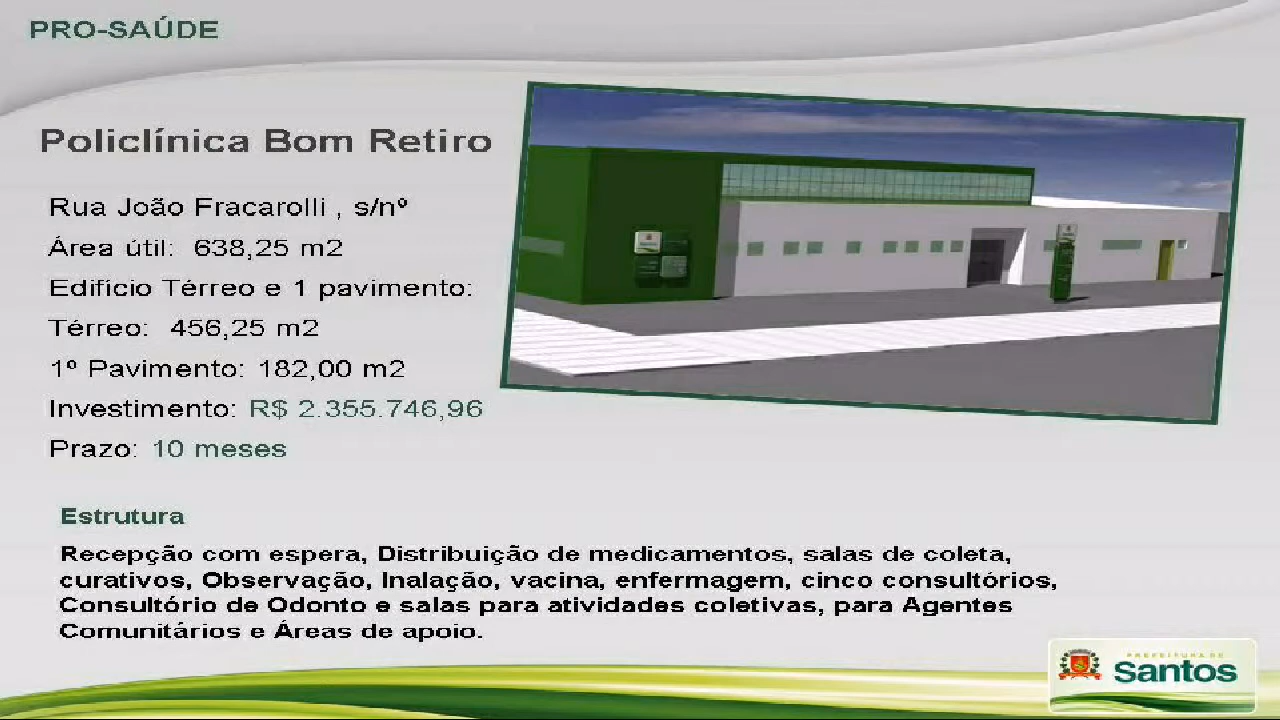 PRO-SAÚDE
Policlínica Bom Retiro
Rua João Fracarolli , s/nº
Área útil: 638,25 m2
Edifício Térreo e 1 pavimento:
Térreo: 456,25 m2
1º Pavimento: 182,00 m2
Investimento: R$ 2.355.746,96
Prazo: 10 meses
Estrutura
Recepção com espera, Distribuição de medicamentos, salas de coleta,
curativos, Observação, Inalação, vacina, enfermagem, cinco consultórios,
Consultório de Odonto e salas para atividades coletivas, para Agentes
Comunitários e Áreas de apoio.
PREFEITURA DE
Santos
Santos